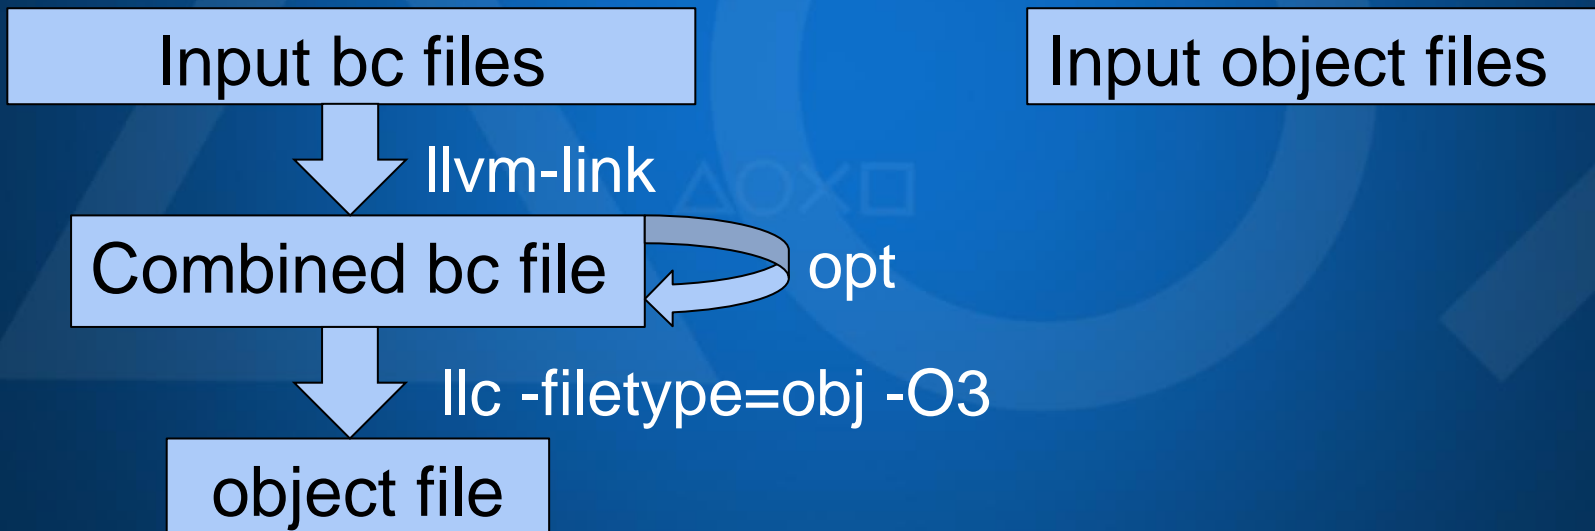 Input bc files
Input object files
llvm-link
Combined bc file
opt
llc -filetype=obj -O3
object file